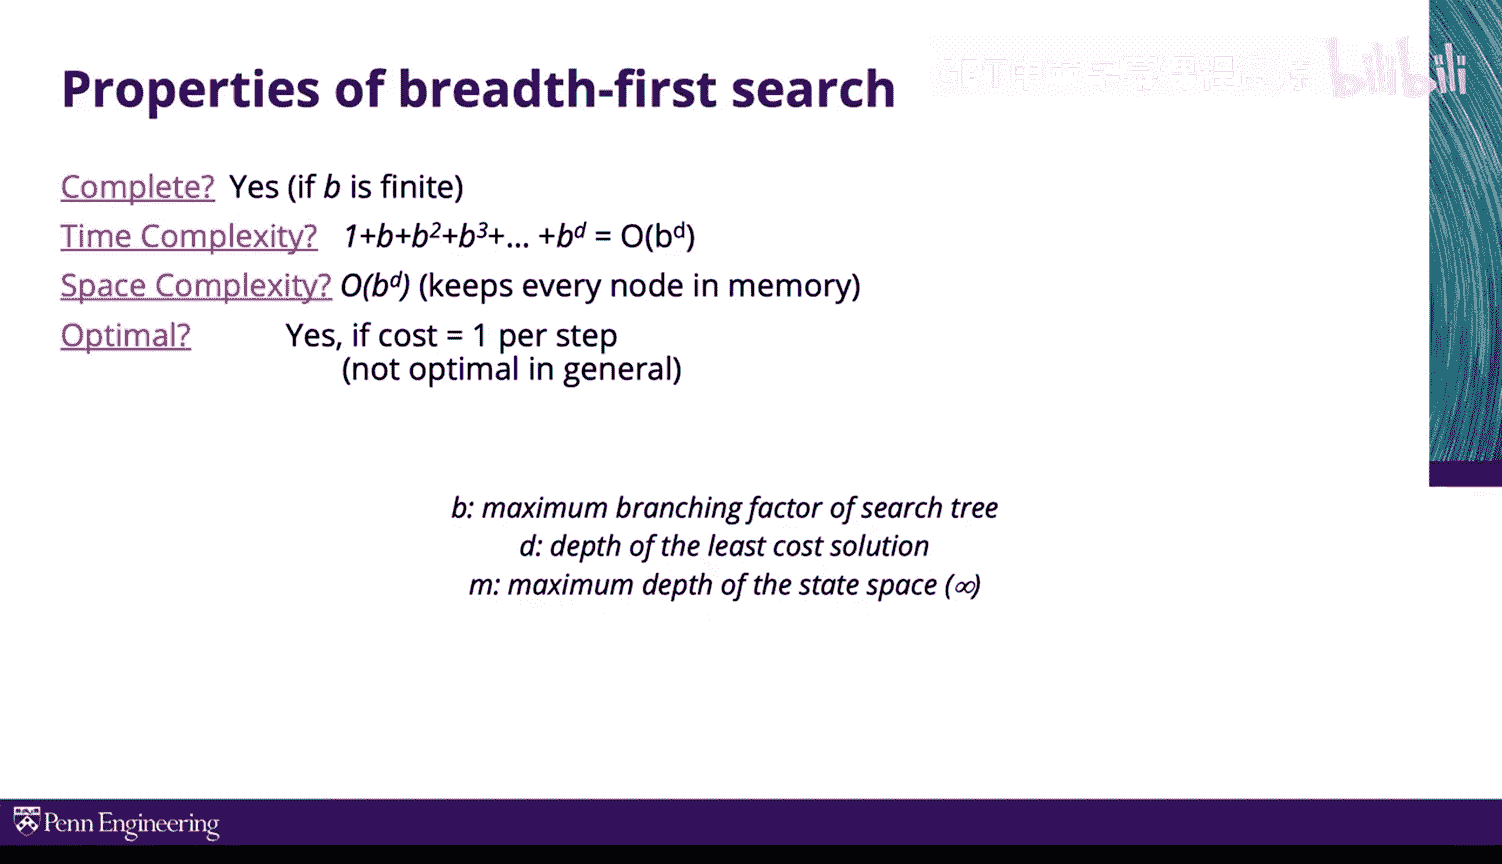 Properties of breadth-first search
bilibili
Complete? Yes (if b is finite)
Time Complexity? 1+b+b²+b³+... +bᵈ = O(bᵈ)
Space Complexity? O(bᵈ) (keeps every node in memory)
Optimal? Yes, if cost = 1 per step
(not optimal in general)
b: maximum branching factor of search tree
d: depth of the least cost solution
m: maximum depth of the state space (∞)
Penn Engineering